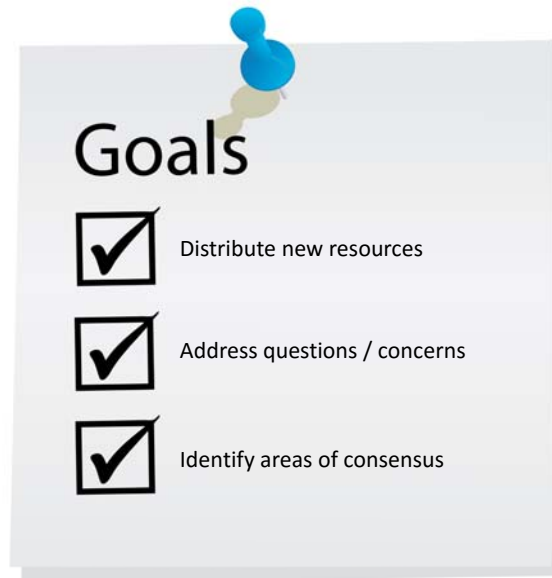 Goals
Distribute new resources
Address questions / concerns
Identify areas of consensus